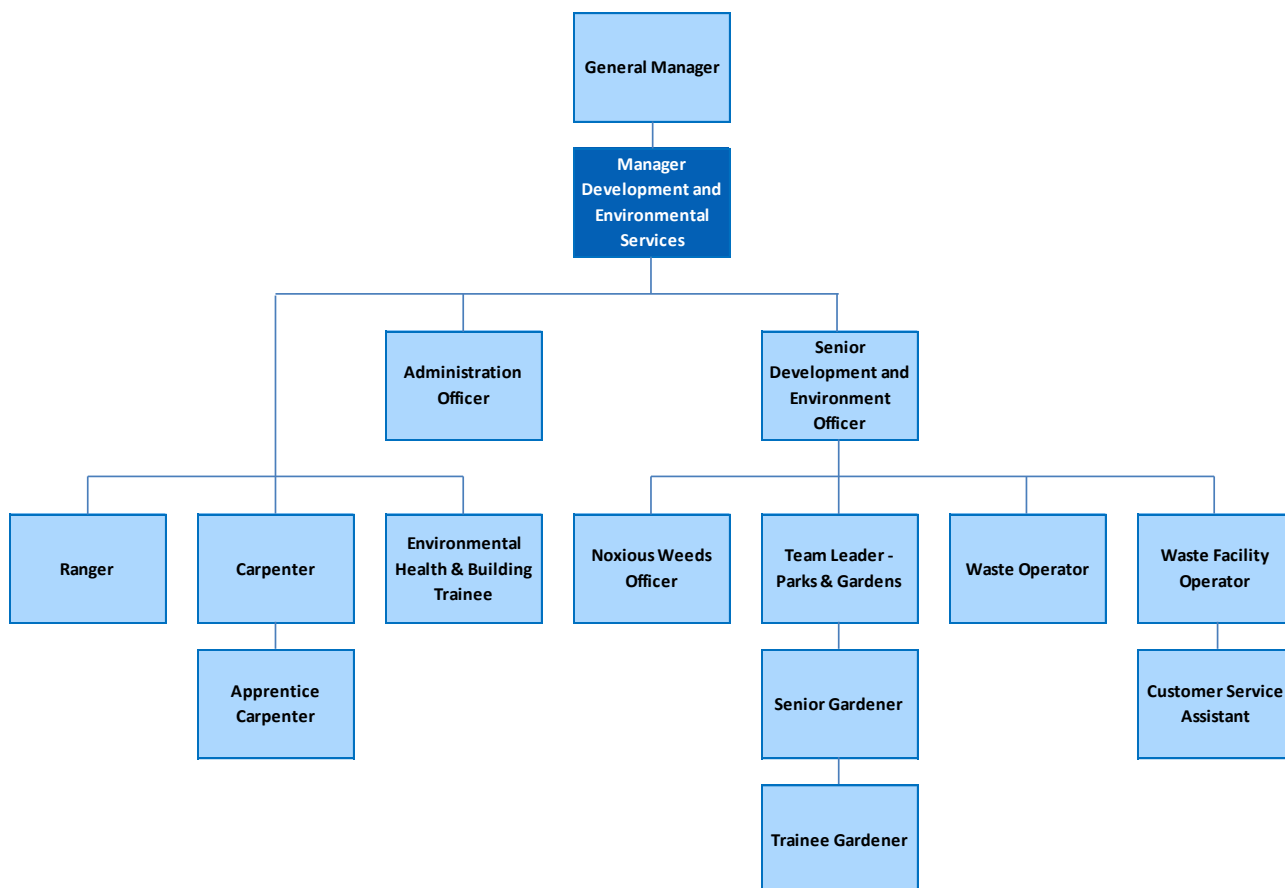 General Manager
Manager
Development and
Environmental
Services
Administration
Officer
Senior
Development and
Environment
Officer
Ranger
Carpenter
Environmental
Health & Building
Trainee
Noxious Weeds
Officer
Team Leader -
Parks & Gardens
Waste Operator
Waste Facility
Operator
Apprentice
Carpenter
Senior Gardener
Customer Service
Assistant
Trainee Gardener